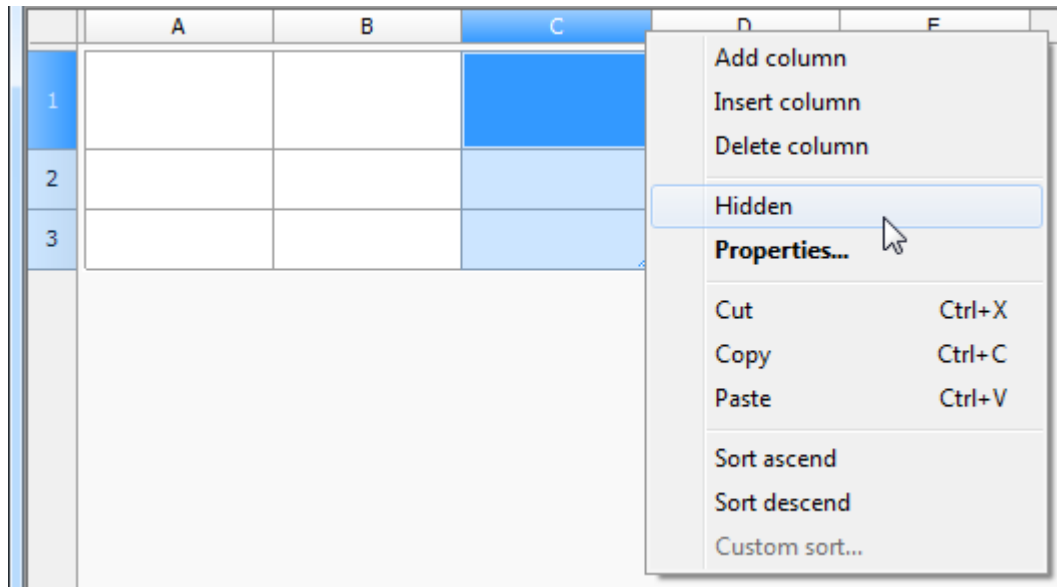 A B C D E
1
2
3
Add column
Insert column
Delete column
Hidden
Properties...
Cut Ctrl+X
Copy Ctrl+C
Paste Ctrl+V
Sort ascend
Sort descend
Custom sort...